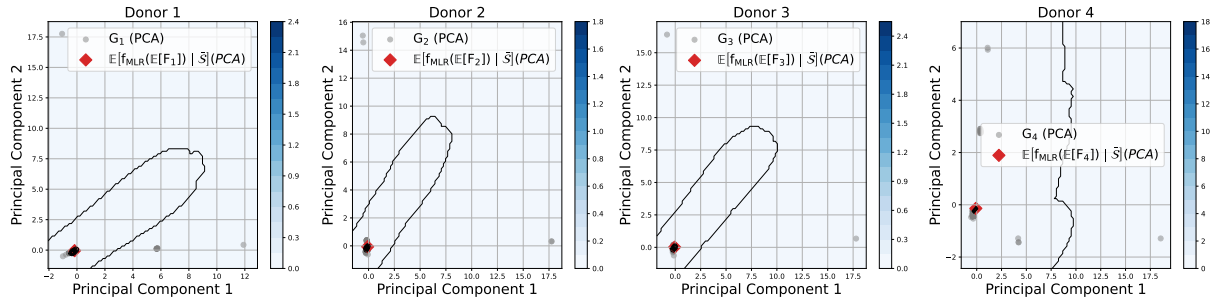 Donor 1
G1 (PCA)
𝔼[fMLR(𝔼[F1]) | S̄](PCA)
Principal Component 2
17.5
15.0
12.5
10.0
7.5
5.0
2.5
0.0
−2 0 2 4 6 8 10 12
Principal Component 1
2.4
2.1
1.8
1.5
1.2
0.9
0.6
0.3
0.0
Donor 2
G2 (PCA)
𝔼[fMLR(𝔼[F2]) | S̄](PCA)
Principal Component 2
16
14
12
10
8
6
4
2
0
0.0 2.5 5.0 7.5 10.0 12.5 15.0 17.5
Principal Component 1
1.8
1.6
1.4
1.2
1.0
0.8
0.6
0.4
0.2
0.0
Donor 3
G3 (PCA)
𝔼[fMLR(𝔼[F3]) | S̄](PCA)
Principal Component 2
17.5
15.0
12.5
10.0
7.5
5.0
2.5
0.0
0.0 2.5 5.0 7.5 10.0 12.5 15.0 17.5
Principal Component 1
2.4
2.1
1.8
1.5
1.2
0.9
0.6
0.3
0.0
Donor 4
G4 (PCA)
𝔼[fMLR(𝔼[F4]) | S̄](PCA)
Principal Component 2
6
4
2
0
−2
0.0 2.5 5.0 7.5 10.0 12.5 15.0 17.5
Principal Component 1
18
16
14
12
10
8
6
4
2
0